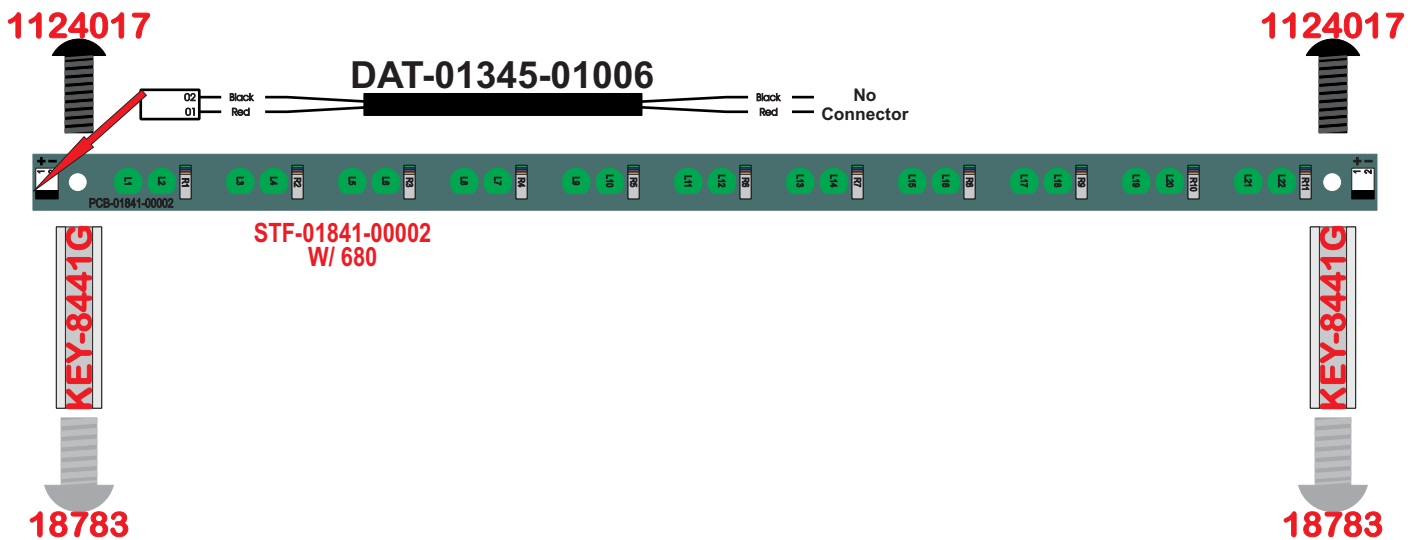 1124017
1124017
DAT-01345-01006
02 Black
01 Red
Black No
Red Connector
+ −
1
+ −
1 2
L1 L2 R1 L3 L4 R2 L5 L6 R3 L8 L7 R4 L9 L10 R5 L11 L12 R6 L13 L14 R7 L15 L16 R8 L17 L18 R9 L19 L20 R10 L21 L22 R11
PCB-01841-00002
STF-01841-00002
W/ 680
KEY-8441G
KEY-8441G
18783
18783